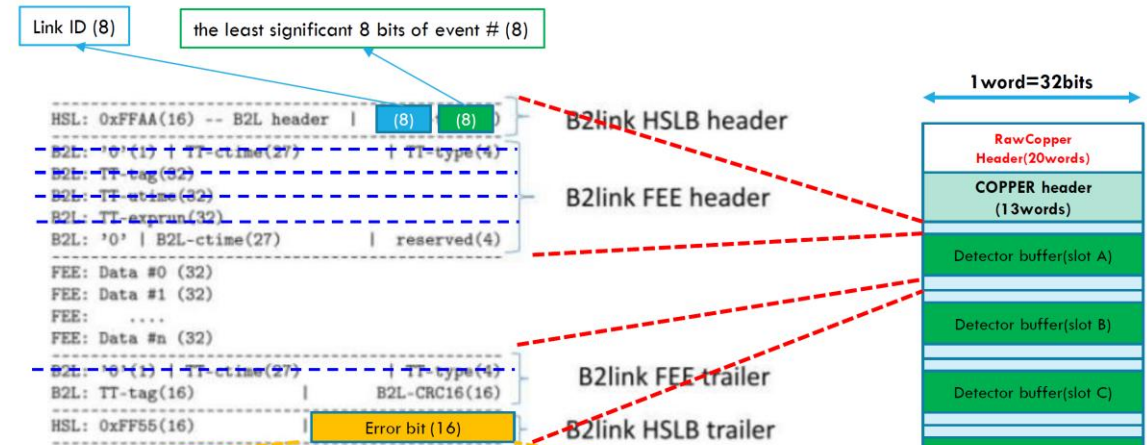 Link ID (8)
the least significant 8 bits of event # (8)
HSL: 0xFFAA(16) -- B2L header | (8) (8) )
B2link HSLB header
B2L: '0'(1) | TT-ctime(27) | TT-type(4)
B2L: TT-tag(32)
B2L: TT-utime(32)
B2L: TT-exprun(32)
B2L: '0' | B2L-ctime(27) | reserved(4)
B2link FEE header
FEE: Data #0 (32)
FEE: Data #1 (32)
FEE: ....
FEE: Data #n (32)
B2L: '0'(1) | TT-ctime(27) | TT-type(4)
B2L: TT-tag(16) | B2L-CRC16(16)
B2link FEE trailer
HSL: 0xFF55(16) | Error bit (16)
B2link HSLB trailer
1word=32bits
RawCopper
Header(20words)
COPPER header
(13words)
Detector buffer(slot A)
Detector buffer(slot B)
Detector buffer(slot C)